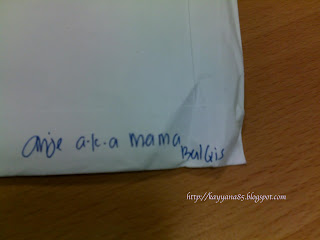 anje a.k.a mama
Balqis
http://kayyana85.blogspot.com